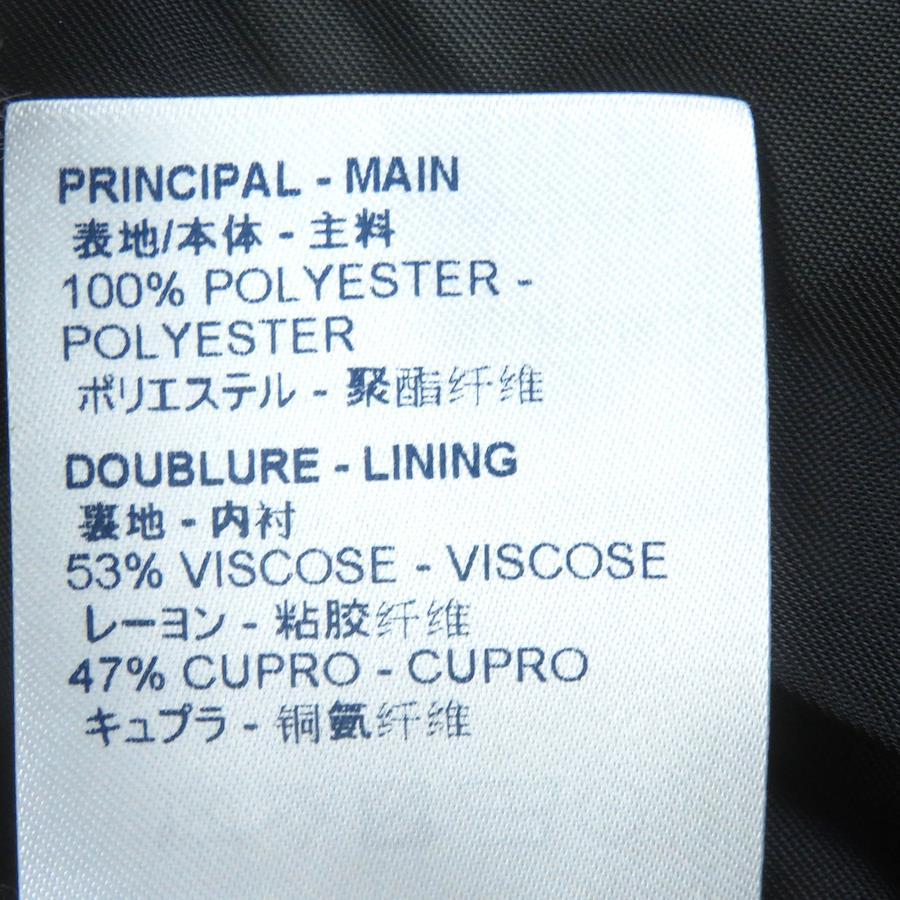 PRINCIPAL - MAIN
表地/本体 - 主料
100% POLYESTER -
POLYESTER
ポリエステル - 聚酯纤维
DOUBLURE - LINING
裏地 - 内衬
53% VISCOSE - VISCOSE
レーヨン - 粘胶纤维
47% CUPRO - CUPRO
キュプラ - 铜氨纤维